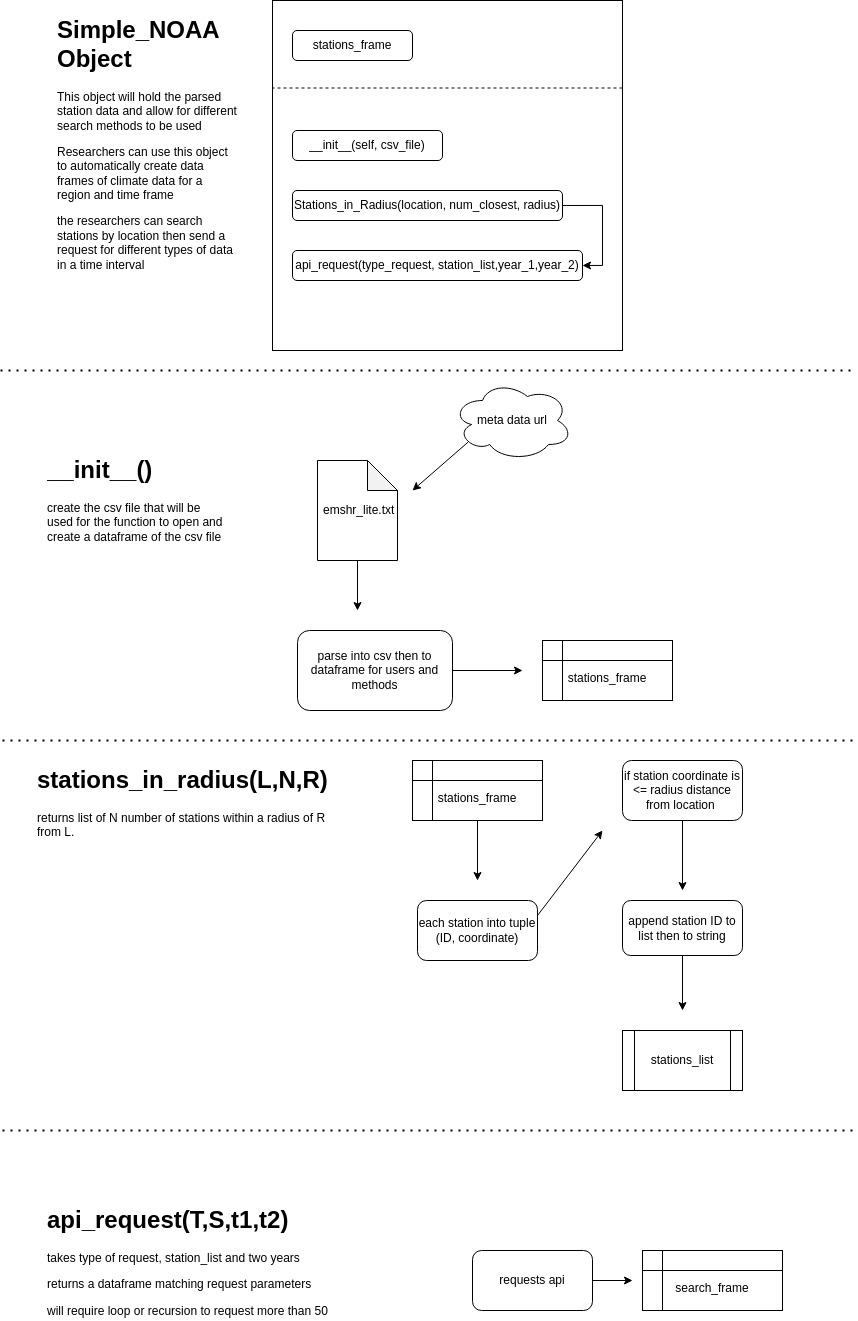 Simple_NOAA
Object
This object will hold the parsed
station data and allow for different
search methods to be used
Researchers can use this object
to automatically create data
frames of climate data for a
region and time frame
the researchers can search
stations by location then send a
request for different types of data
in a time interval
stations_frame
__init__(self, csv_file)
Stations_in_Radius(location, num_closest, radius)
api_request(type_request, station_list,year_1,year_2)
__init__()
create the csv file that will be
used for the function to open and
create a dataframe of the csv file
meta data url
emshr_lite.txt
parse into csv then to
dataframe for users and
methods
stations_frame
stations_in_radius(L,N,R)
returns list of N number of stations within a radius of R
from L.
stations_frame
each station into tuple
(ID, coordinate)
if station coordinate is
<= radius distance
from location
append station ID to
list then to string
stations_list
api_request(T,S,t1,t2)
takes type of request, station_list and two years
returns a dataframe matching request parameters
will require loop or recursion to request more than 50
requests api
search_frame